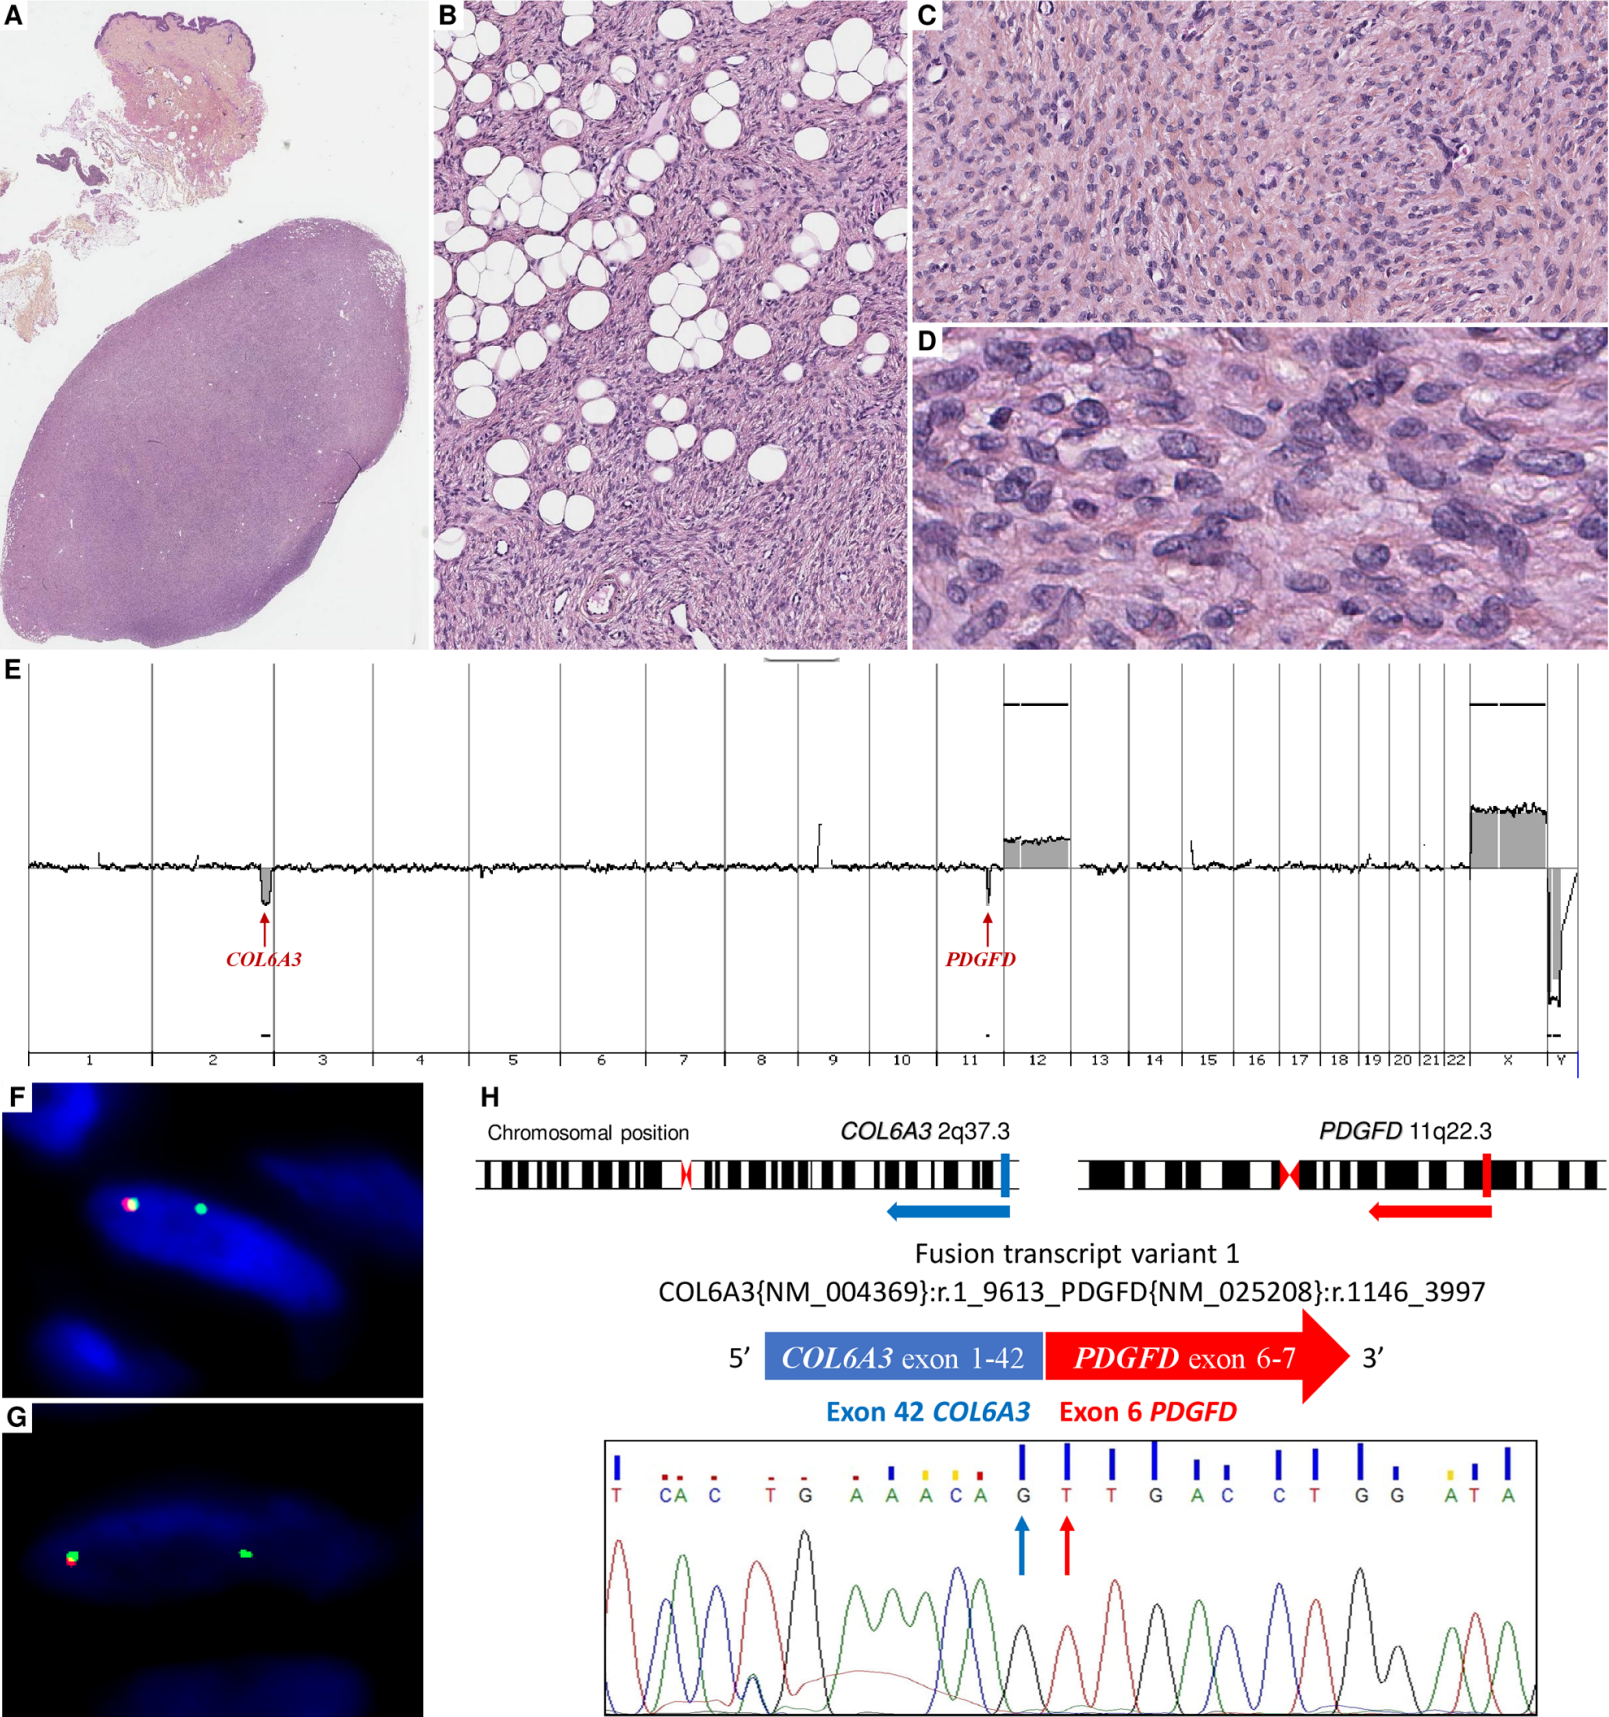 A
B
C
D
E
COL6A3
PDGFD
1 2 3 4 5 6 7 8 9 10 11 12 13 14 15 16 17 18 19 20 21 22 X Y
F
G
H
Chromosomal position
COL6A3 2q37.3
PDGFD 11q22.3
Fusion transcript variant 1
COL6A3{NM_004369}:r.1_9613_PDGFD{NM_025208}:r.1146_3997
5’ COL6A3 exon 1-42 PDGFD exon 6-7 3’
Exon 42 COL6A3 Exon 6 PDGFD
T C A C T G A A A C A G T T G A C C T G G A T A